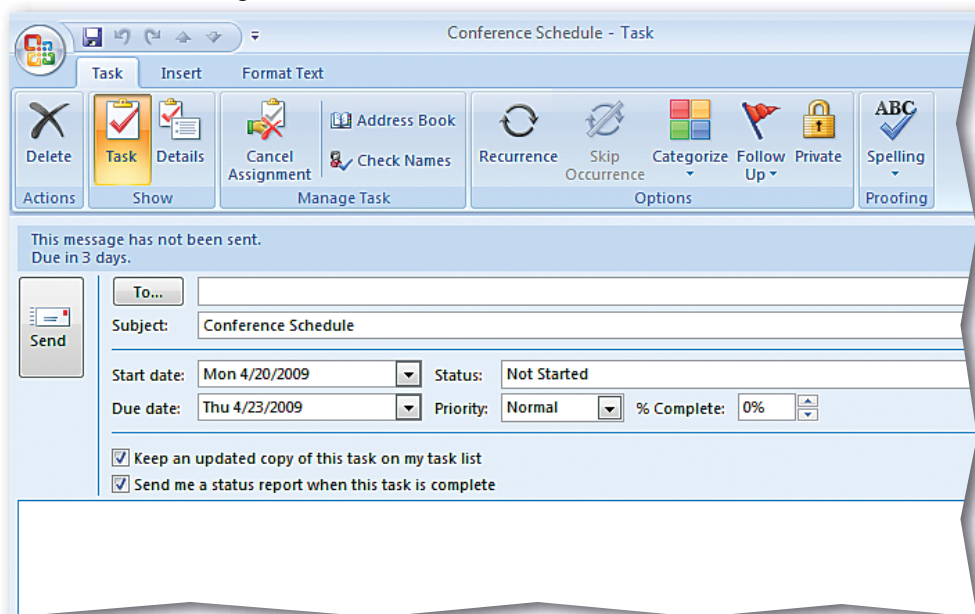 Conference Schedule - Task
Task Insert Format Text
Delete
Task
Details
Cancel Assignment
Address Book
Check Names
Recurrence
Skip Occurrence
Categorize
Follow Up
Private
ABC
Spelling
Actions
Show
Manage Task
Options
Proofing
This message has not been sent.
Due in 3 days.
Send
To...
Subject: Conference Schedule
Start date: Mon 4/20/2009 Status: Not Started
Due date: Thu 4/23/2009 Priority: Normal % Complete: 0%
Keep an updated copy of this task on my task list
Send me a status report when this task is complete